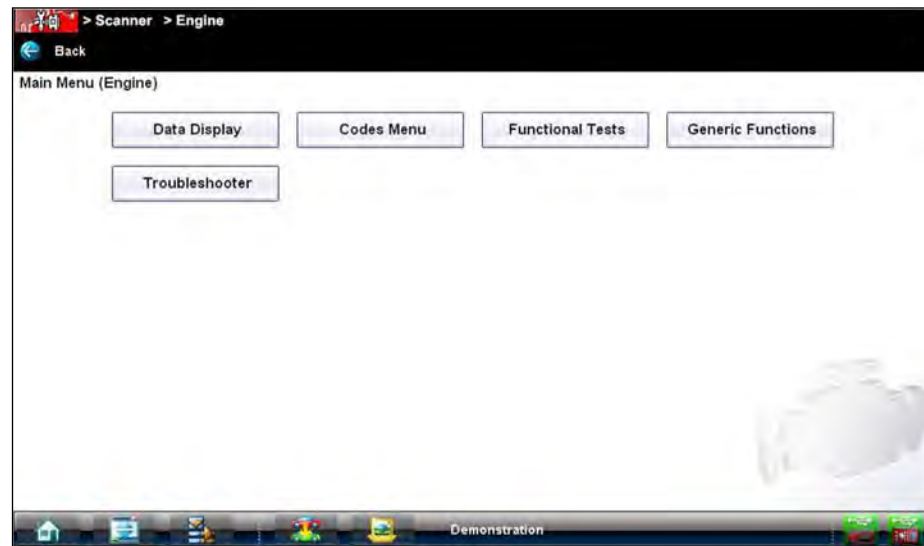 > Scanner > Engine
Back
Main Menu (Engine)
Data Display Codes Menu Functional Tests Generic Functions
Troubleshooter
Demonstration